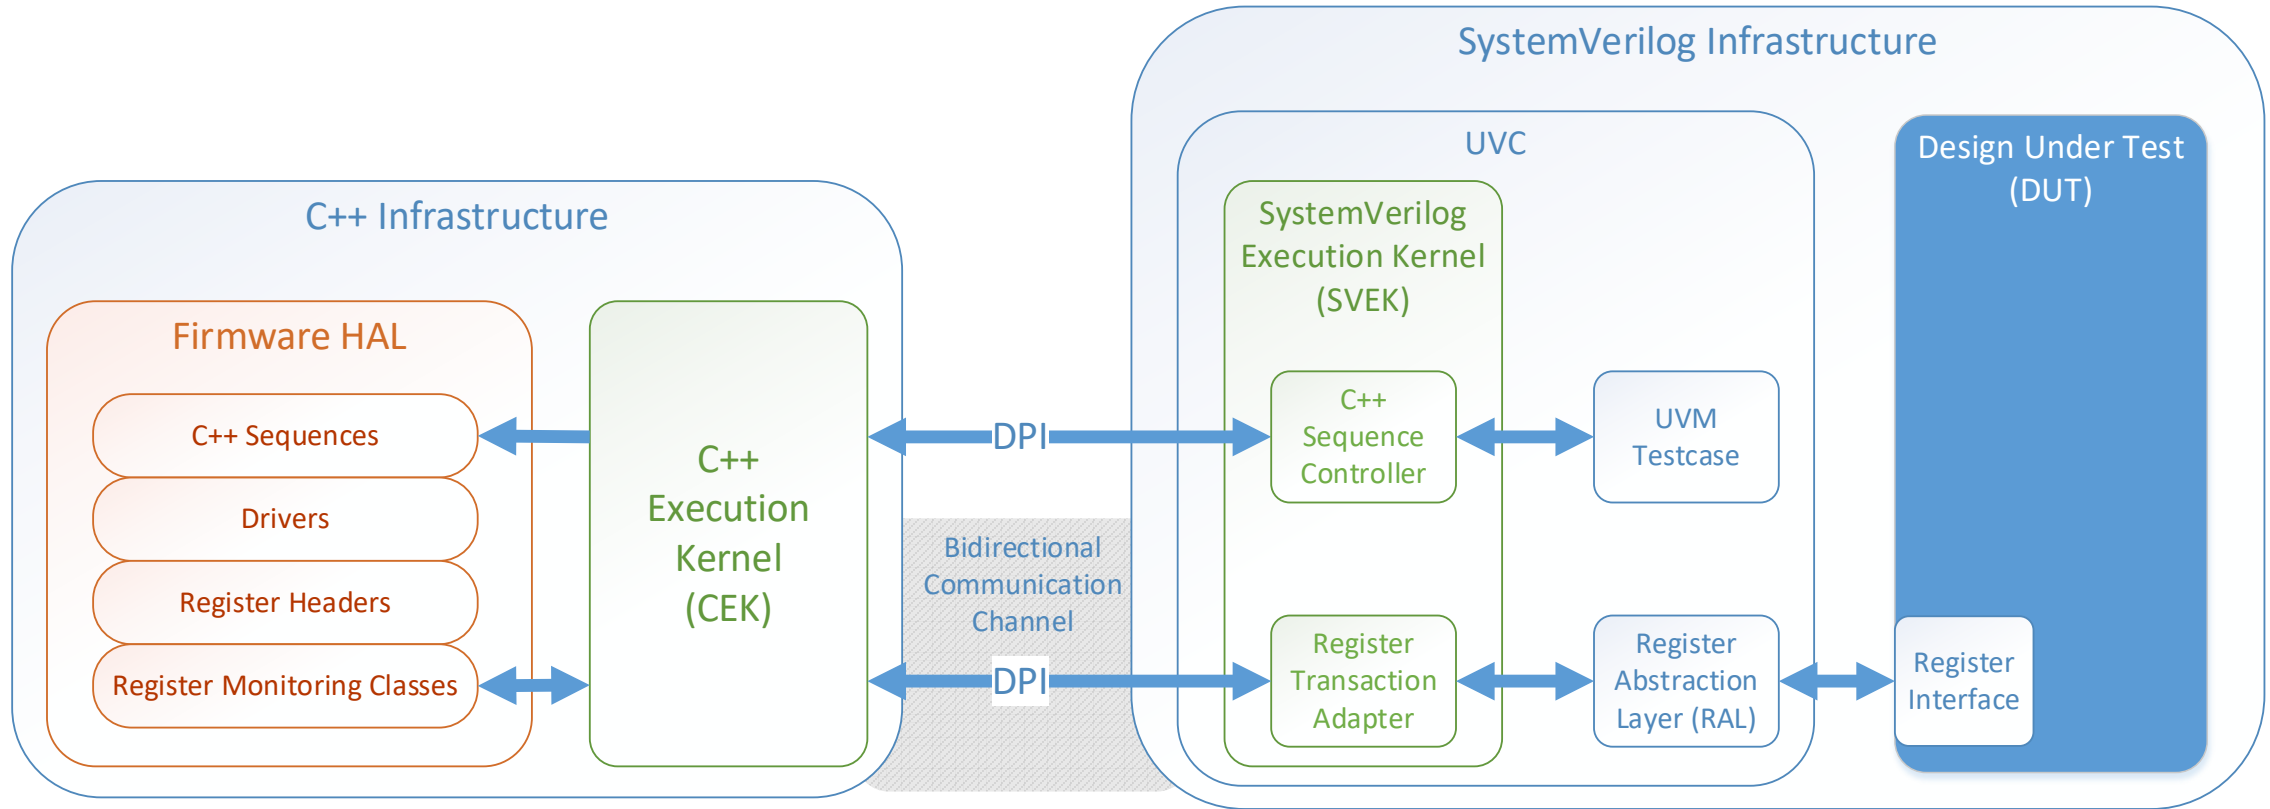 SystemVerilog Infrastructure
UVC
Design Under Test
(DUT)
C++ Infrastructure
SystemVerilog
Execution Kernel
(SVEK)
Firmware HAL
C++ Sequences
Drivers
Register Headers
Register Monitoring Classes
C++
Execution
Kernel
(CEK)
DPI
Bidirectional
Communication
Channel
DPI
C++
Sequence
Controller
UVM
Testcase
Register
Transaction
Adapter
Register
Abstraction
Layer (RAL)
Register
Interface